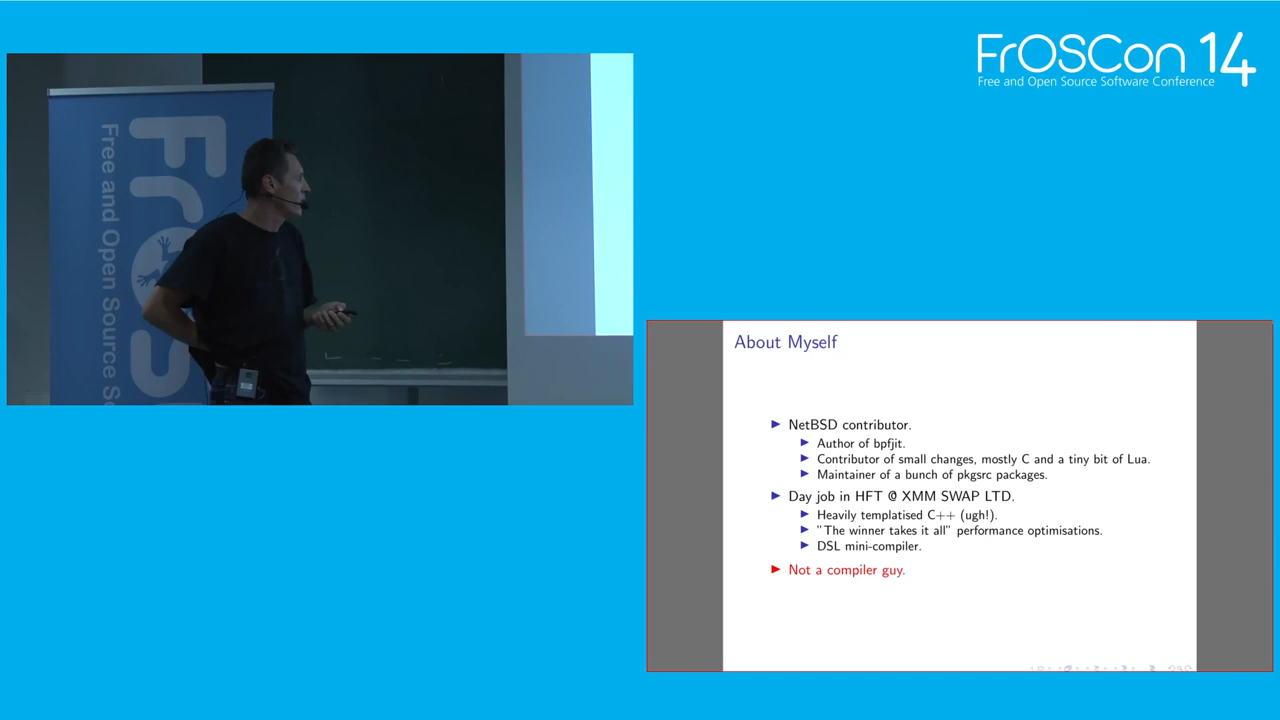 FrOSCon 14
Free and Open Source Software Conference
FrOS
Free and Open Source S
About Myself
NetBSD contributor.
Author of bpfjit.
Contributor of small changes, mostly C and a tiny bit of Lua.
Maintainer of a bunch of pkgsrc packages.
Day job in HFT @ XMM SWAP LTD.
Heavily templatised C++ (ugh!).
"The winner takes it all" performance optimisations.
DSL mini-compiler.
Not a compiler guy.